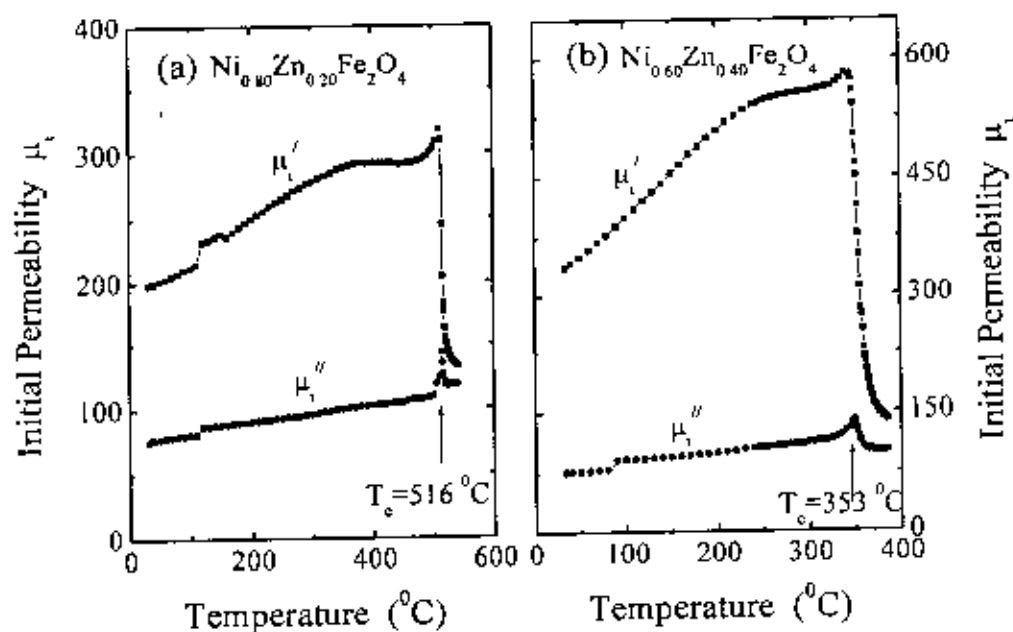 (a) Ni0.80Zn0.20Fe2O4
Initial Permeability μi
400
300
200
100
0
μi′
μi″
Tc=516 °C
0 200 400 600
Temperature (°C)
(b) Ni0.60Zn0.40Fe2O4
600
450
300
150
0
Initial Permeability μi
μi′
μi″
Tc=353 °C
0 100 200 300 400
Temperature (°C)